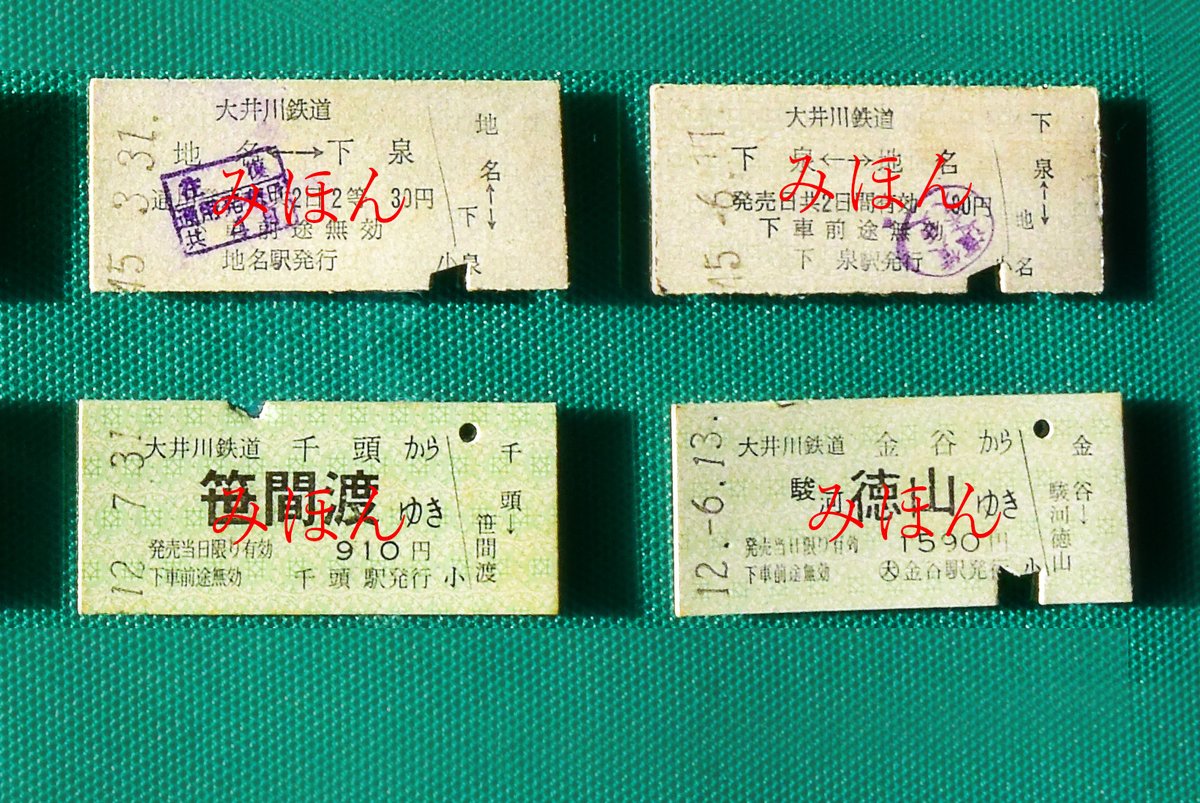 大井川鉄道
地名←→下泉
2日 2等 30円
前途無効
地名駅発行
小
地名←→下泉
45.3.31.
往復
共
みほん
大井川鉄道
下泉←→地名
発売日共2日間有効 30円
下車前途無効
下泉駅発行
小
下泉←→地名
45.-6.11
みほん
大井川鉄道 千頭から
笹間渡ゆき
発売当日限り有効 910円
下車前途無効 千頭駅発行 小
千頭→笹間渡
12.-7.31
みほん
大井川鉄道 金谷から
駿河徳山ゆき
発売当日限り有効 1590円
下車前途無効 大金谷駅発行 小
金谷→駿河徳山
12.-6.13.
みほん